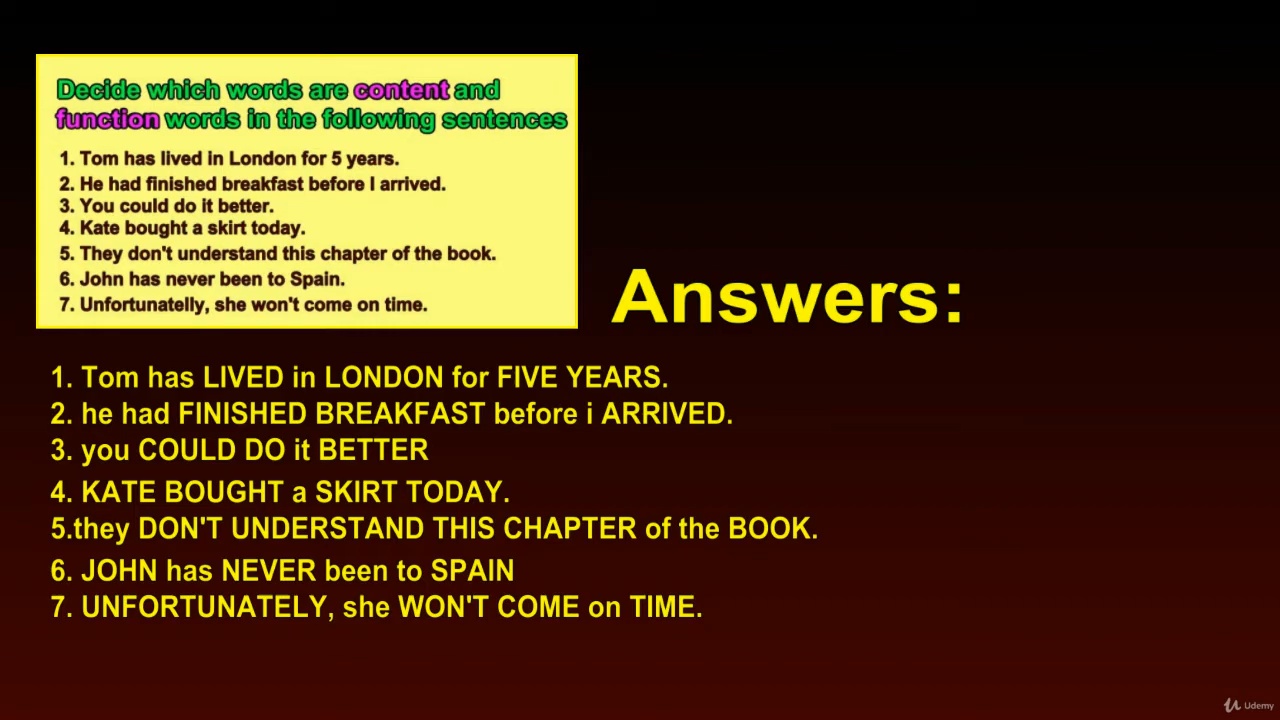 Decide which words are content and
function words in the following sentences
1. Tom has lived in London for 5 years.
2. He had finished breakfast before I arrived.
3. You could do it better.
4. Kate bought a skirt today.
5. They don't understand this chapter of the book.
6. John has never been to Spain.
7. Unfortunatelly, she won't come on time.
Answers:
1. Tom has LIVED in LONDON for FIVE YEARS.
2. he had FINISHED BREAKFAST before i ARRIVED.
3. you COULD DO it BETTER
4. KATE BOUGHT a SKIRT TODAY.
5.they DON'T UNDERSTAND THIS CHAPTER of the BOOK.
6. JOHN has NEVER been to SPAIN
7. UNFORTUNATELY, she WON'T COME on TIME.
Udemy